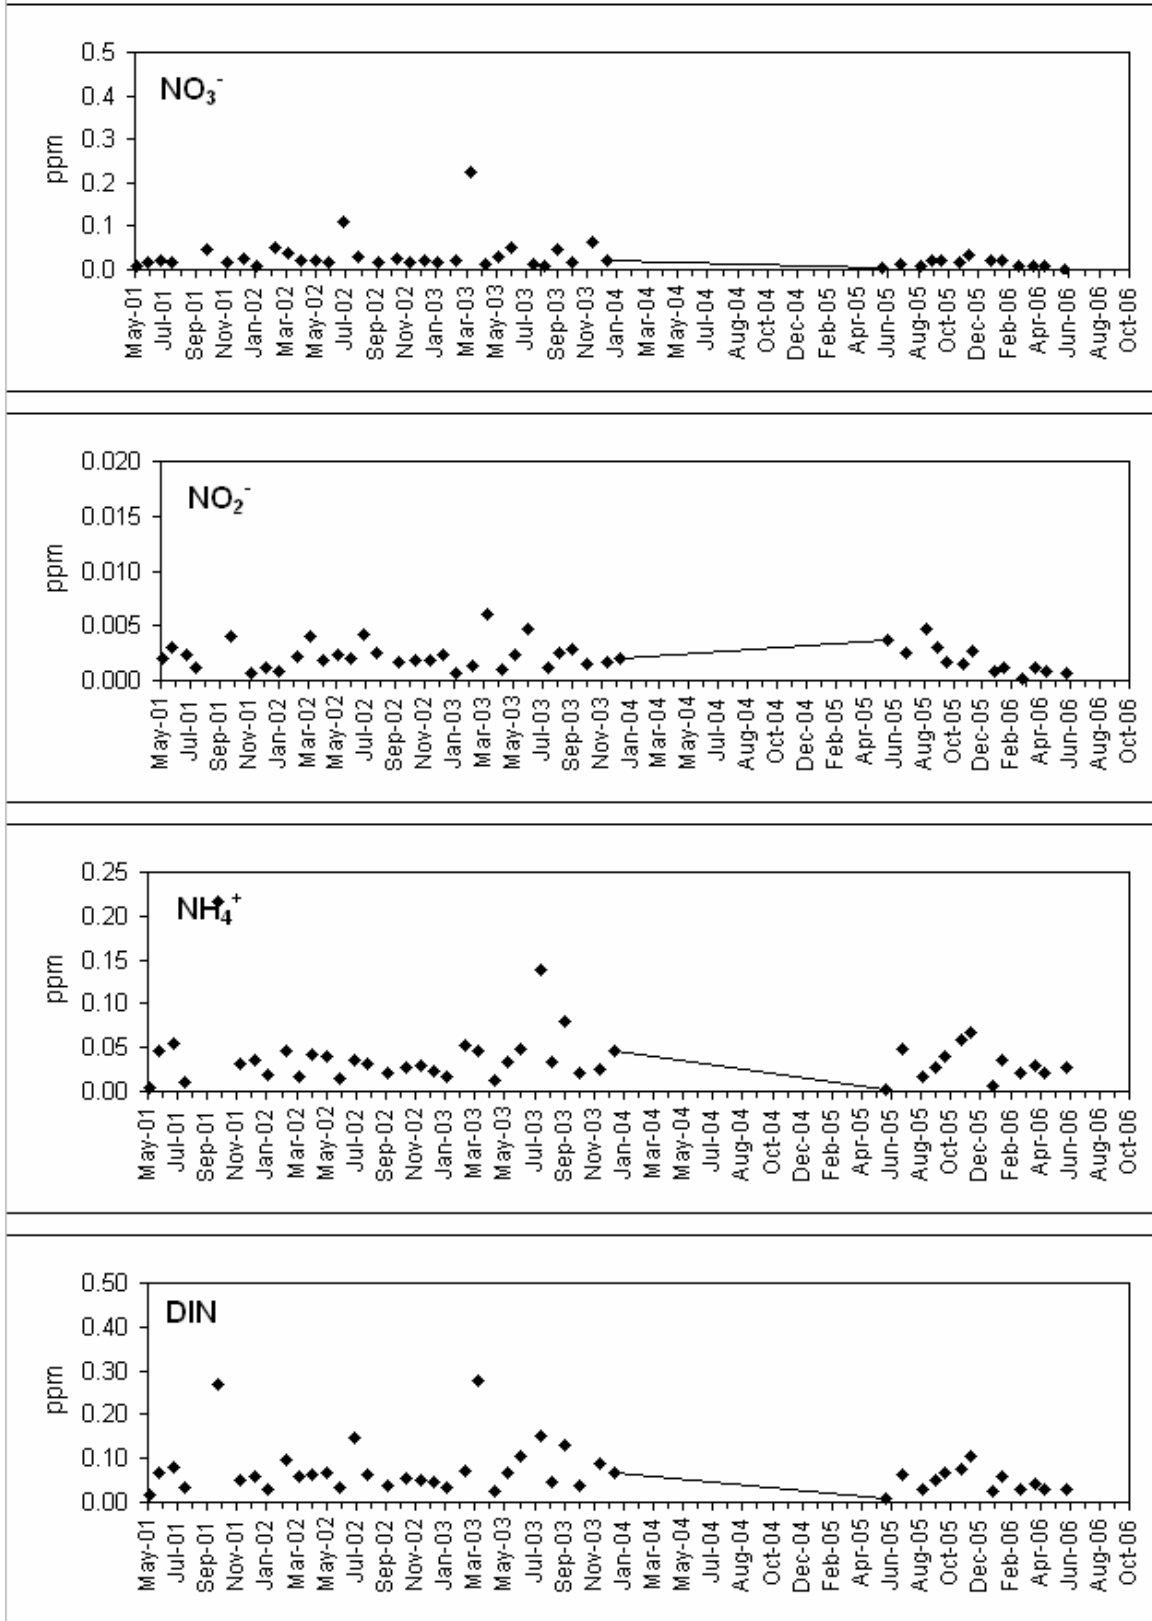 0.5
NO₃⁻
0.4
0.3
ppm
0.2
0.1
0.0
May-01 Jul-01 Sep-01 Nov-01 Jan-02 Mar-02 May-02 Jul-02 Sep-02 Nov-02 Jan-03 Mar-03 May-03 Jul-03 Sep-03 Nov-03 Jan-04 Mar-04 May-04 Jul-04 Aug-04 Oct-04 Dec-04 Feb-05 Apr-05 Jun-05 Aug-05 Oct-05 Dec-05 Feb-06 Apr-06 Jun-06 Aug-06 Oct-06
0.020
NO₂⁻
0.015
ppm
0.010
0.005
0.000
May-01 Jul-01 Sep-01 Nov-01 Jan-02 Mar-02 May-02 Jul-02 Sep-02 Nov-02 Jan-03 Mar-03 May-03 Jul-03 Sep-03 Nov-03 Jan-04 Mar-04 May-04 Jul-04 Aug-04 Oct-04 Dec-04 Feb-05 Apr-05 Jun-05 Aug-05 Oct-05 Dec-05 Feb-06 Apr-06 Jun-06 Aug-06 Oct-06
0.25
NH₄⁺
0.20
0.15
ppm
0.10
0.05
0.00
May-01 Jul-01 Sep-01 Nov-01 Jan-02 Mar-02 May-02 Jul-02 Sep-02 Nov-02 Jan-03 Mar-03 May-03 Jul-03 Sep-03 Nov-03 Jan-04 Mar-04 May-04 Jul-04 Aug-04 Oct-04 Dec-04 Feb-05 Apr-05 Jun-05 Aug-05 Oct-05 Dec-05 Feb-06 Apr-06 Jun-06 Aug-06 Oct-06
0.50
DIN
0.40
0.30
ppm
0.20
0.10
0.00
May-01 Jul-01 Sep-01 Nov-01 Jan-02 Mar-02 May-02 Jul-02 Sep-02 Nov-02 Jan-03 Mar-03 May-03 Jul-03 Sep-03 Nov-03 Jan-04 Mar-04 May-04 Jul-04 Aug-04 Oct-04 Dec-04 Feb-05 Apr-05 Jun-05 Aug-05 Oct-05 Dec-05 Feb-06 Apr-06 Jun-06 Aug-06 Oct-06